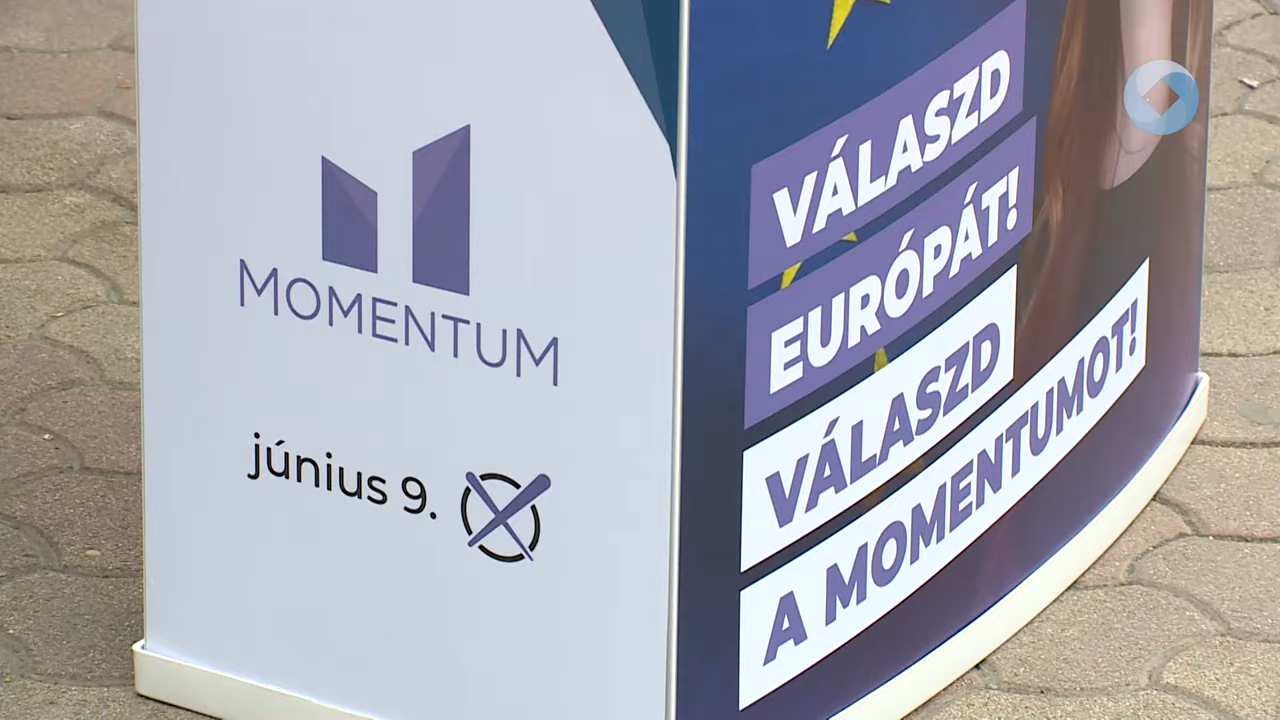 MOMENTUM
június 9.
VÁLASZD
EURÓPÁT!
VÁLASZD
A MOMENTUMOT!